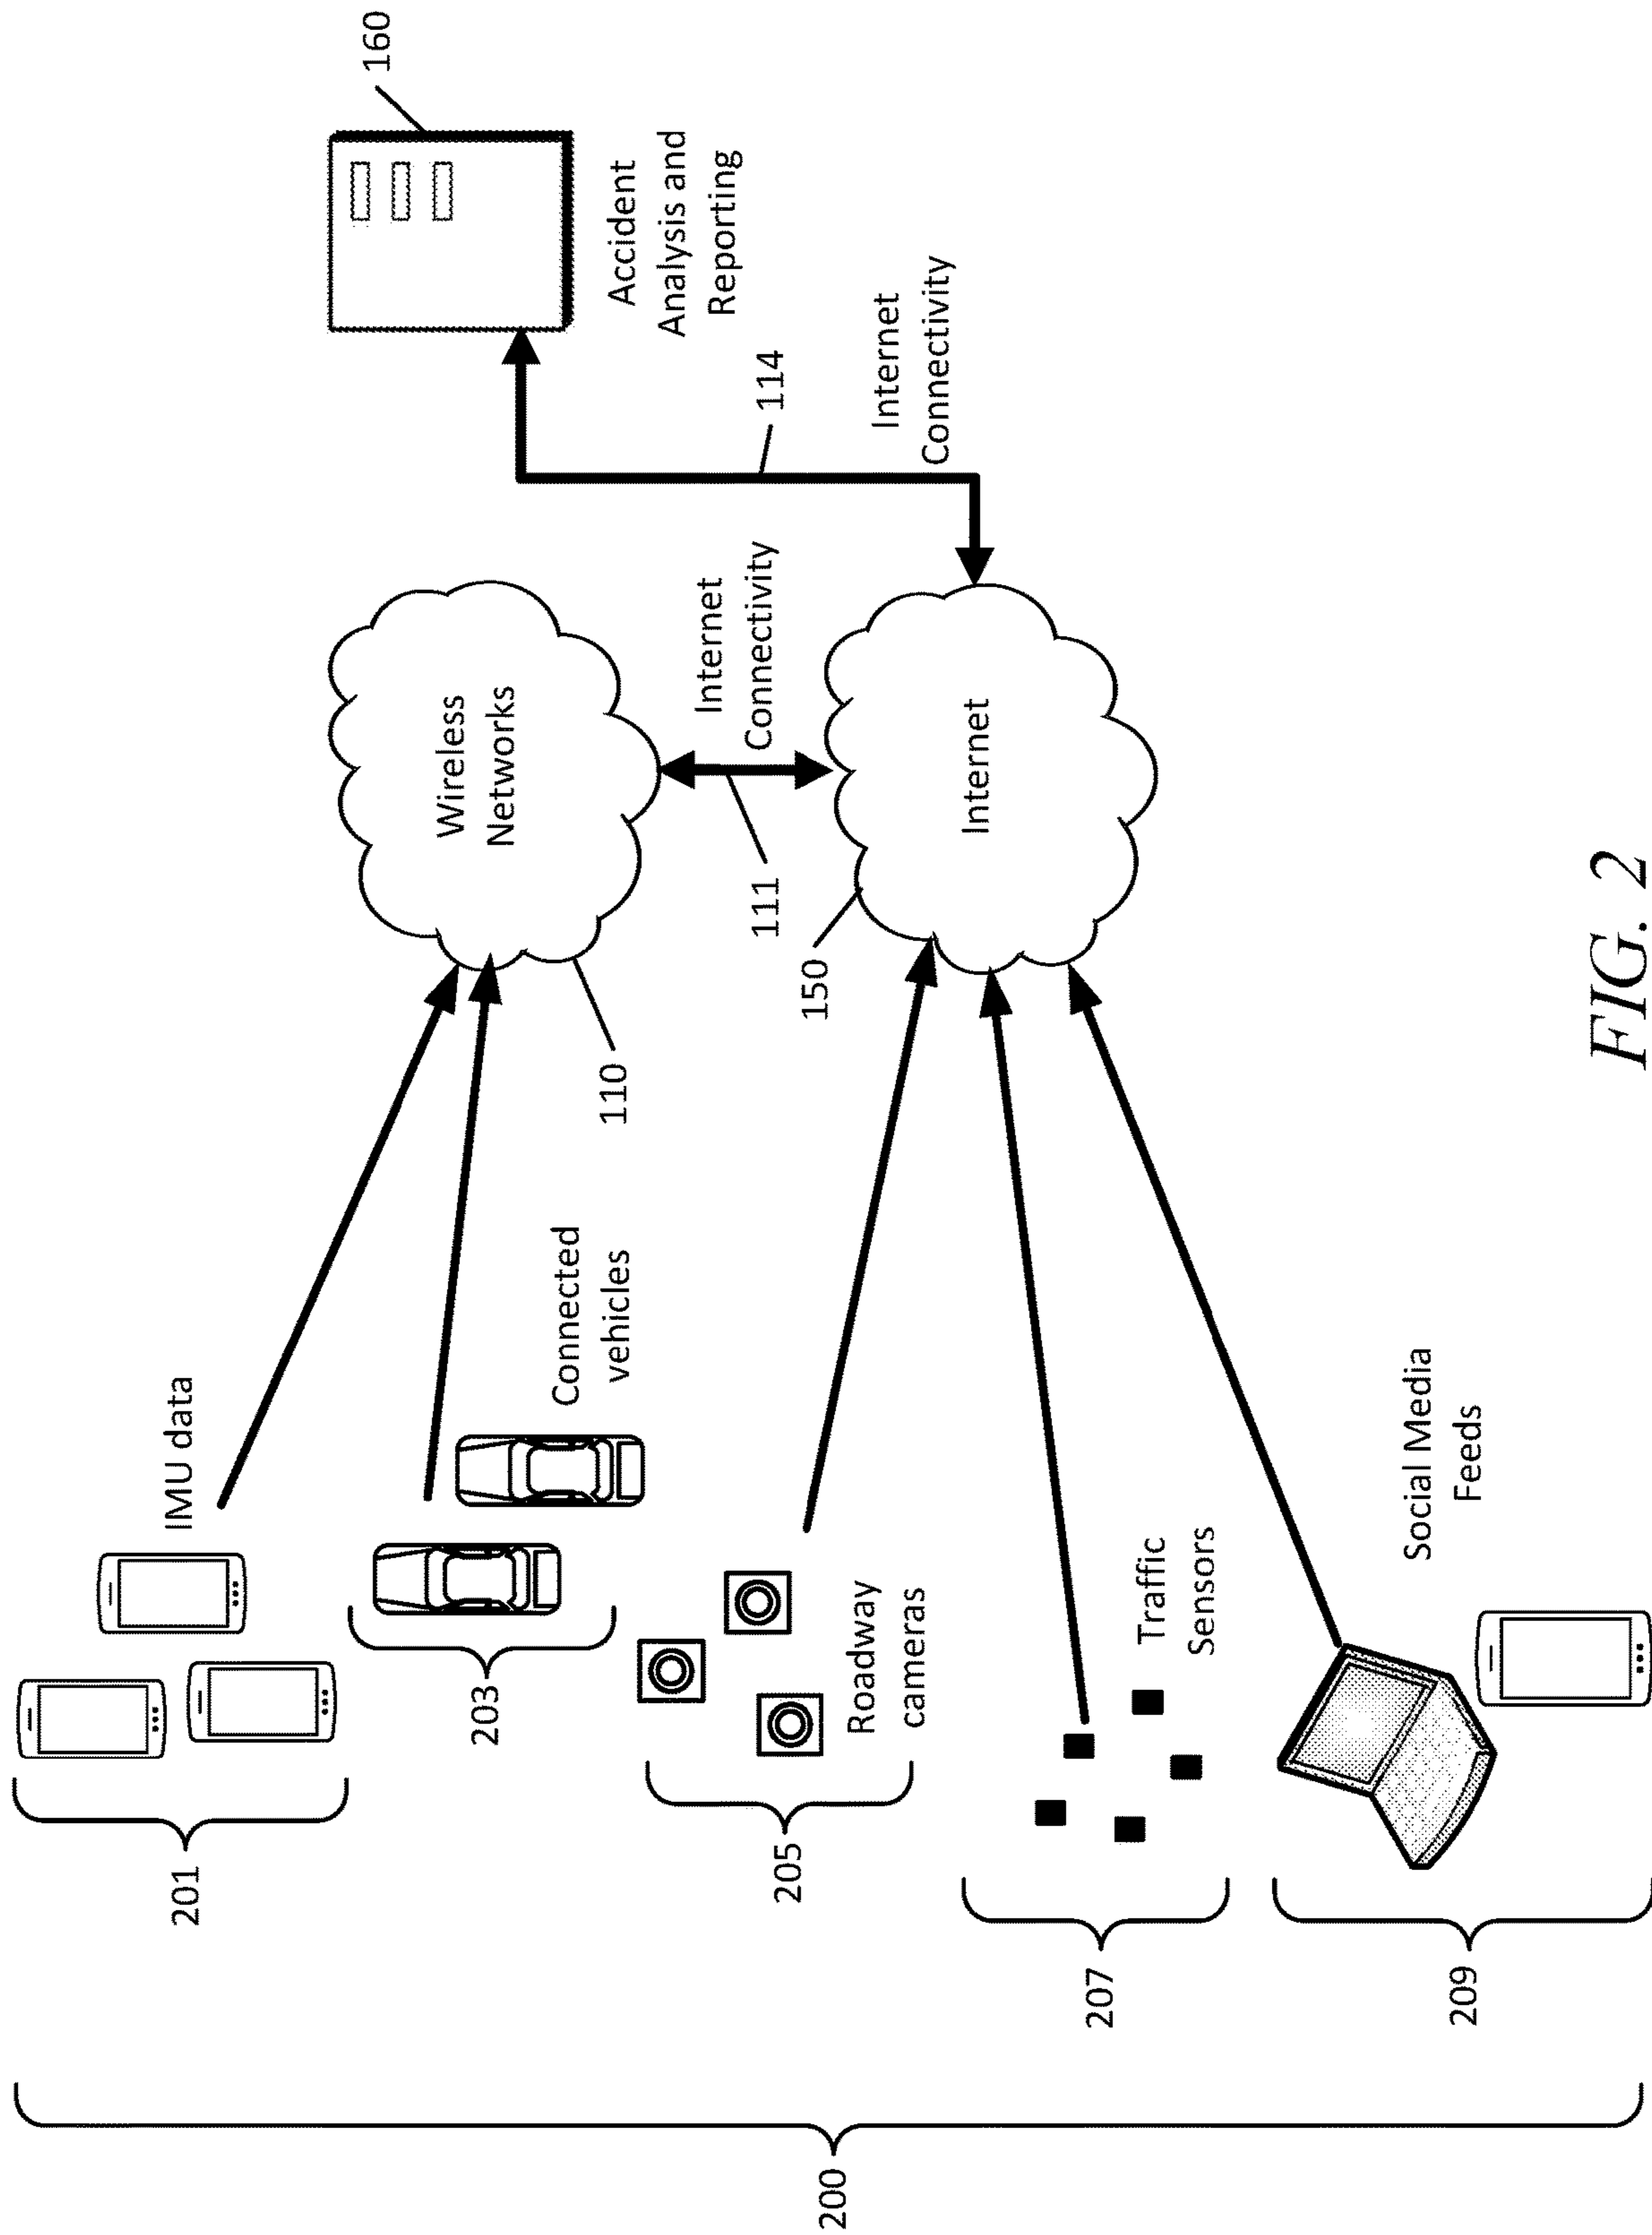 200
201
IMU data
203
Connected
vehicles
205
Roadway
cameras
207
Traffic
Sensors
209
Social Media
Feeds
Wireless
Networks
110
111
Internet
Connectivity
150
Internet
114
Internet
Connectivity
160
Accident
Analysis and
Reporting
FIG. 2